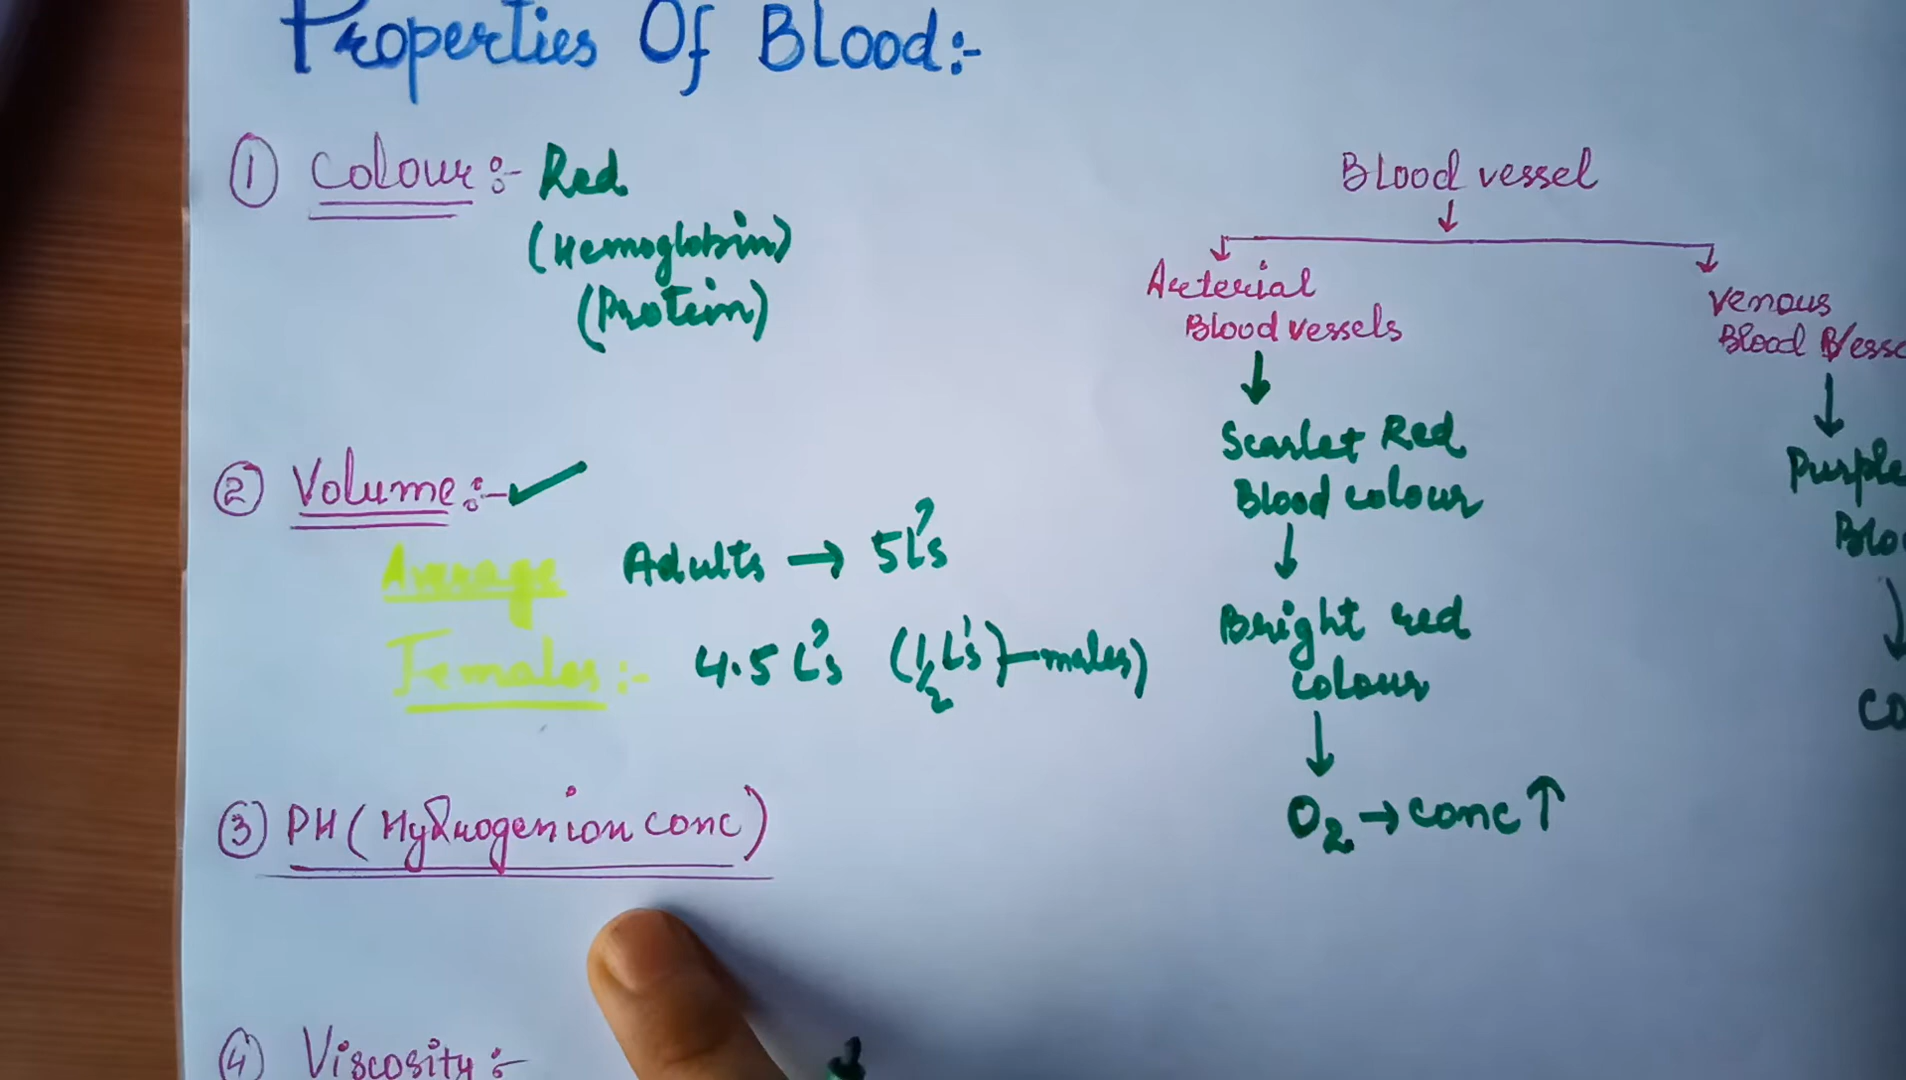 Properties Of Blood:-
① Colour:- Red
(Hemoglobin)
(Protein)
② Volume:- ✓
Average Adults → 5L's
Females:- 4.5 L's (1/2 L's - males)
③ PH (Hydrogen ion conc)
④ Viscosity:-
Blood vessel
Arterial
Blood vessels
Scarlet Red
Blood colour
Bright red
colour
O2 → conc ↑
Venous
Blood
Purple